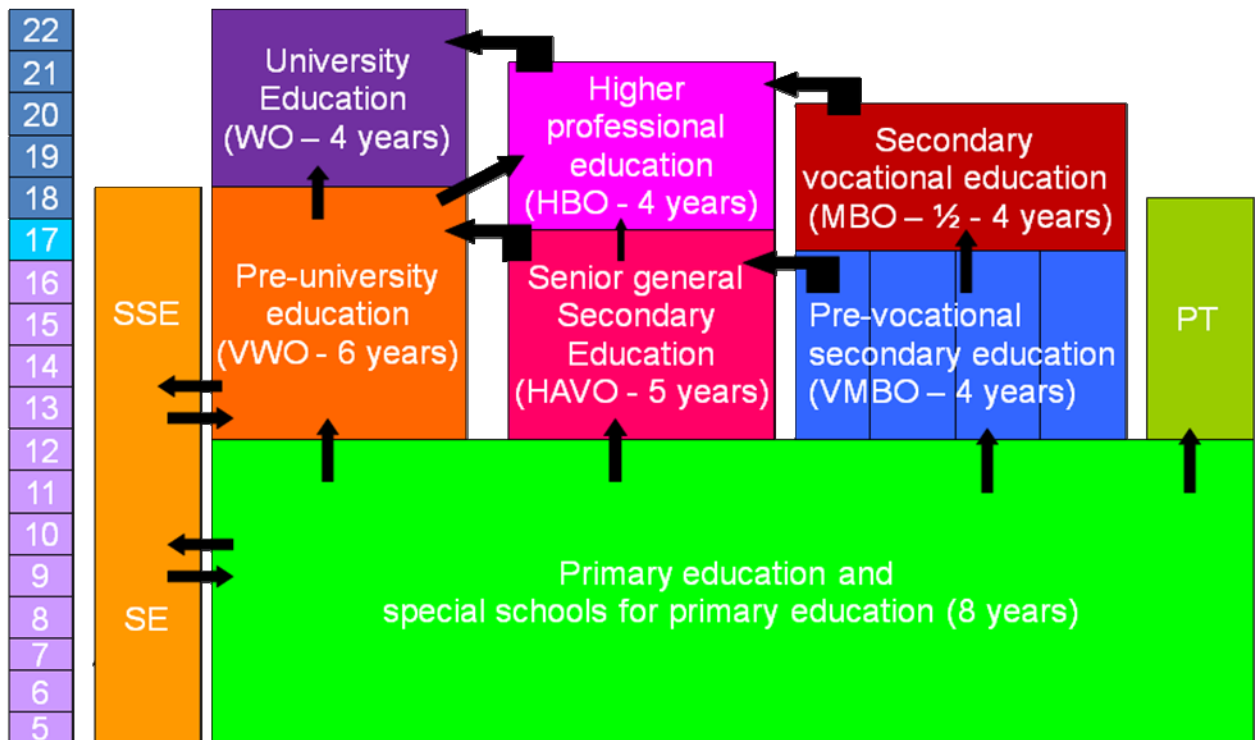 22
21
20
19
18
17
16
15
14
13
12
11
10
9
8
7
6
5
SSE
SE
University
Education
(WO – 4 years)
Higher
professional
education
(HBO - 4 years)
Secondary
vocational education
(MBO – ½ - 4 years)
Pre-university
education
(VWO - 6 years)
Senior general
Secondary
Education
(HAVO - 5 years)
Pre-vocational
secondary education
(VMBO – 4 years)
PT
Primary education and
special schools for primary education (8 years)